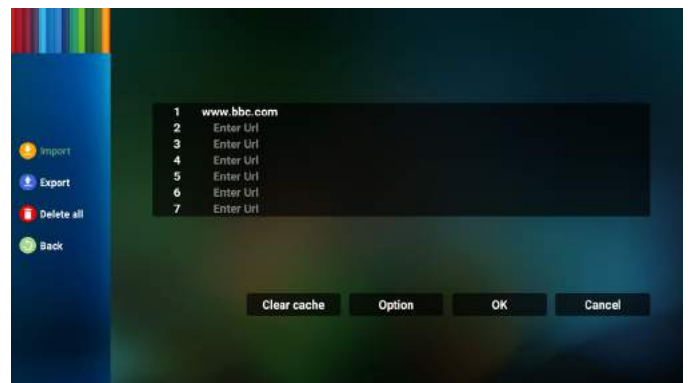 Import
Export
Delete all
Back
1 www.bbc.com
2 Enter Url
3 Enter Url
4 Enter Url
5 Enter Url
6 Enter Url
7 Enter Url
Clear cache Option OK Cancel